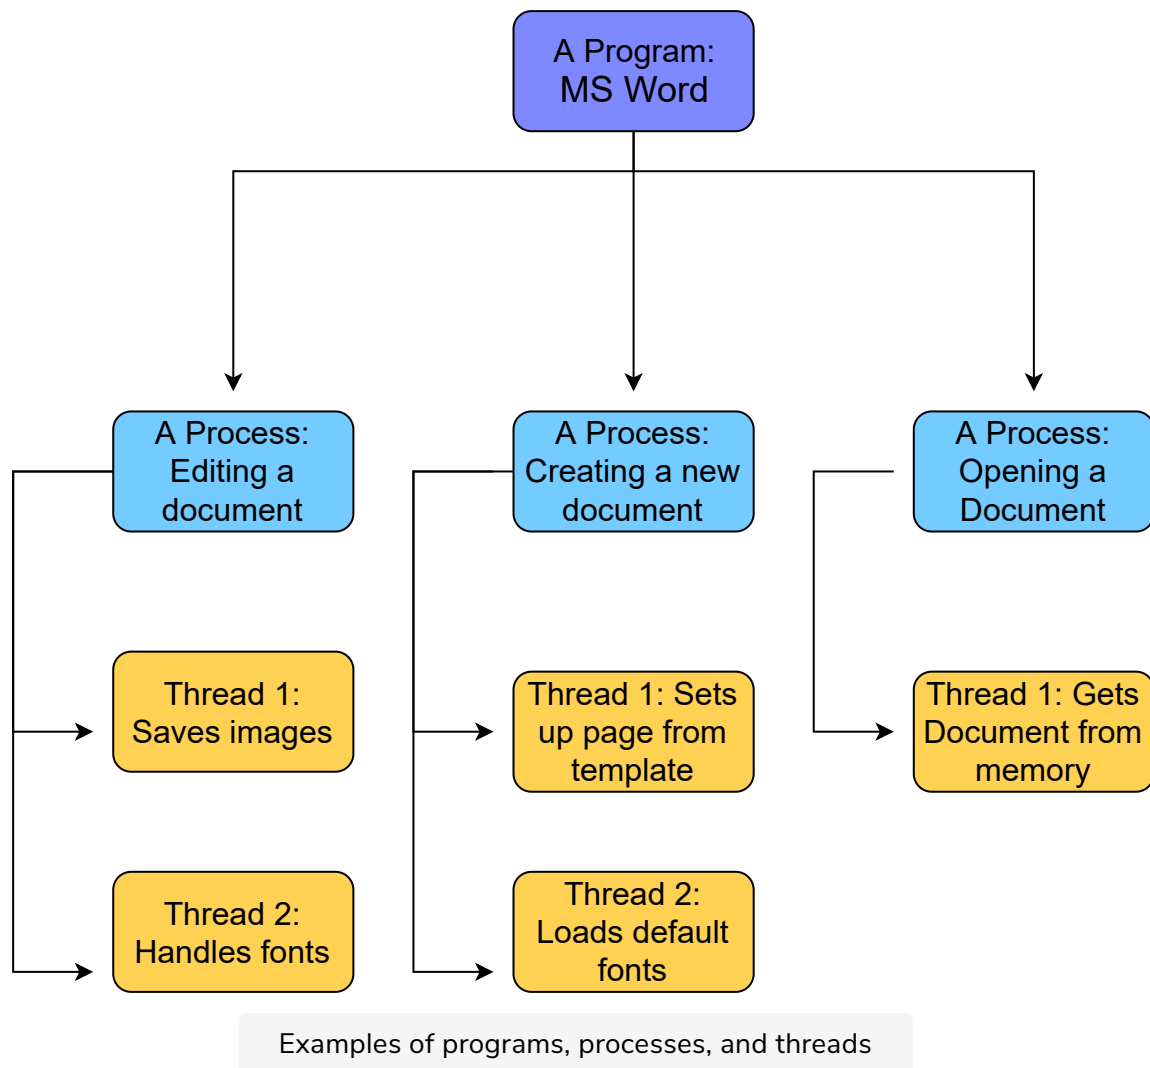 A Program:
MS Word
A Process:
Editing a
document
A Process:
Creating a new
document
A Process:
Opening a
Document
Thread 1:
Saves images
Thread 1: Sets
up page from
template
Thread 1: Gets
Document from
memory
Thread 2:
Handles fonts
Thread 2:
Loads default
fonts
Examples of programs, processes, and threads